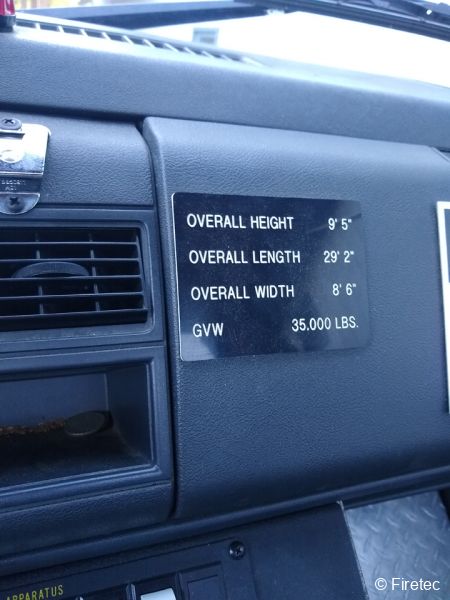 OVERALL HEIGHT 9' 5"
OVERALL LENGTH 29' 2"
OVERALL WIDTH 8' 6"
GVW 35.000 LBS.
APPARATUS
© Firetec